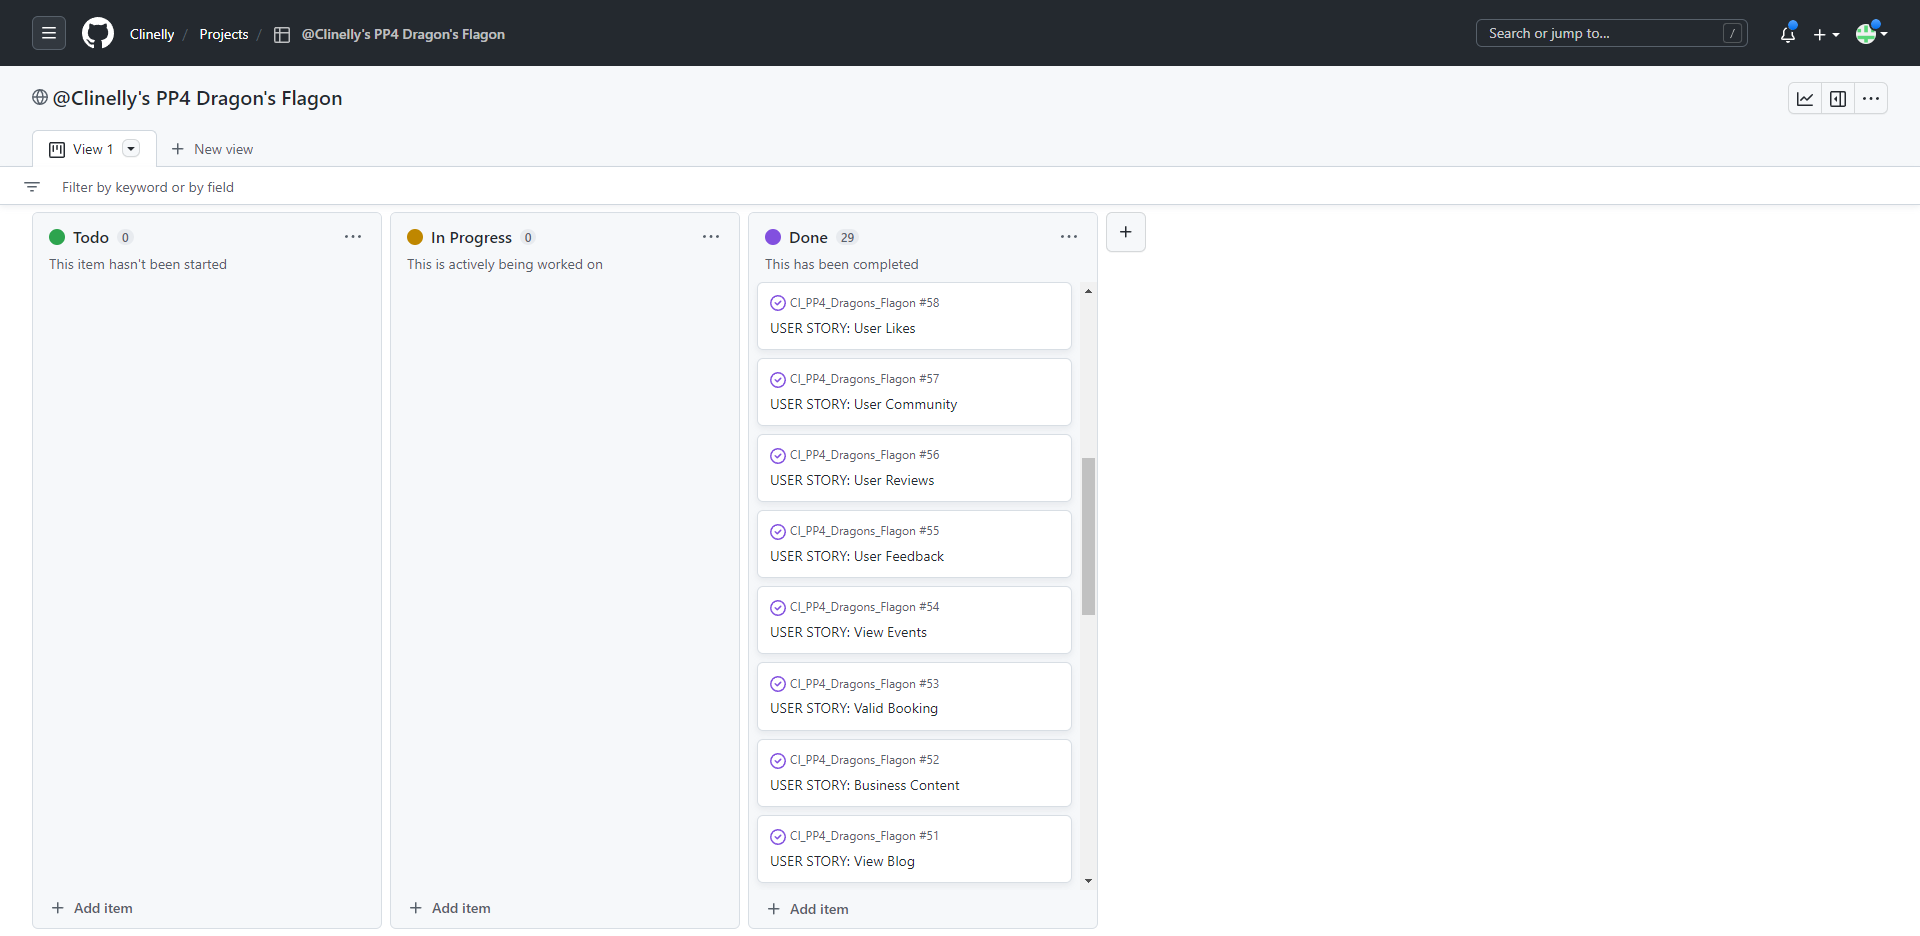 Clinelly / Projects / @Clinelly's PP4 Dragon's Flagon
Search or jump to... /
@Clinelly's PP4 Dragon's Flagon
View 1
New view
Filter by keyword or by field
Todo 0
This item hasn't been started
Add item
In Progress 0
This is actively being worked on
Add item
Done 29
This has been completed
CI_PP4_Dragons_Flagon #58
USER STORY: User Likes
CI_PP4_Dragons_Flagon #57
USER STORY: User Community
CI_PP4_Dragons_Flagon #56
USER STORY: User Reviews
CI_PP4_Dragons_Flagon #55
USER STORY: User Feedback
CI_PP4_Dragons_Flagon #54
USER STORY: View Events
CI_PP4_Dragons_Flagon #53
USER STORY: Valid Booking
CI_PP4_Dragons_Flagon #52
USER STORY: Business Content
CI_PP4_Dragons_Flagon #51
USER STORY: View Blog
Add item